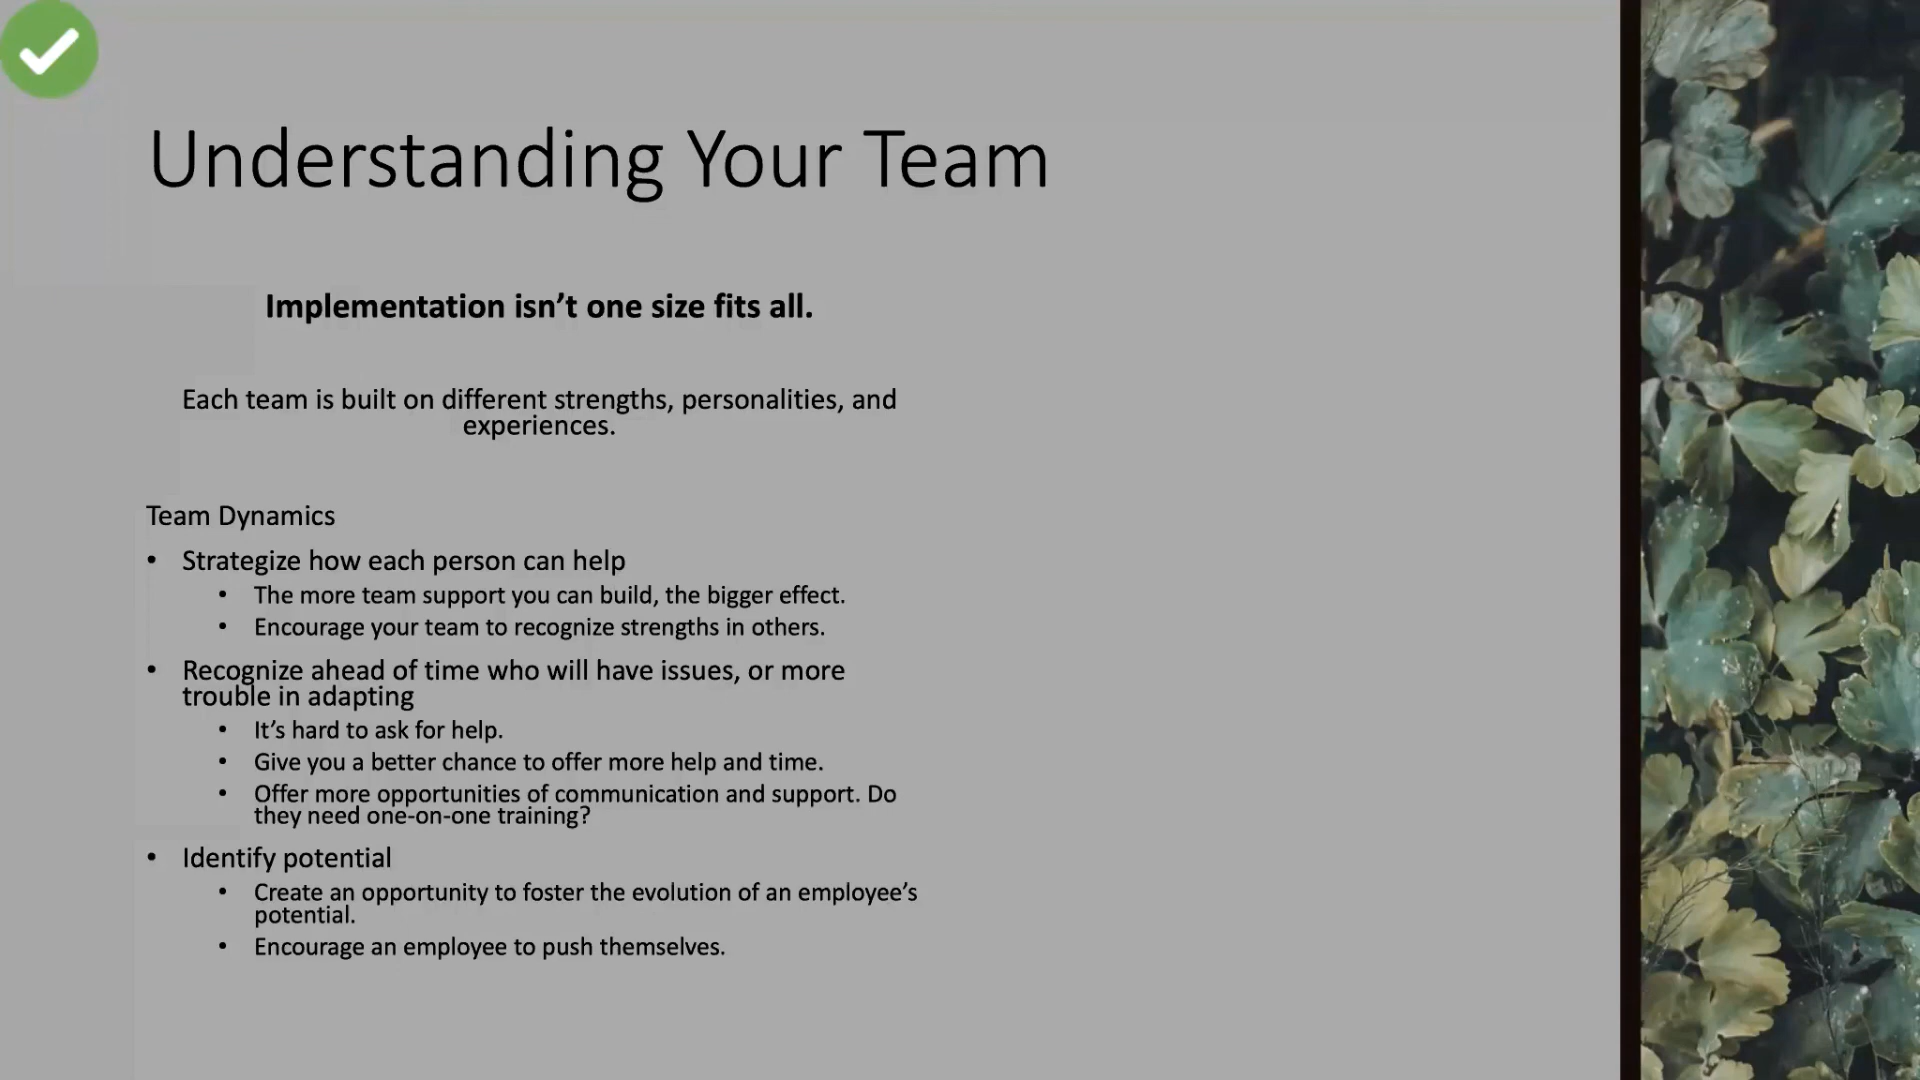 Understanding Your Team
Implementation isn’t one size fits all.
Each team is built on different strengths, personalities, and
experiences.
Team Dynamics
• Strategize how each person can help
• The more team support you can build, the bigger effect.
• Encourage your team to recognize strengths in others.
• Recognize ahead of time who will have issues, or more
trouble in adapting
• It’s hard to ask for help.
• Give you a better chance to offer more help and time.
• Offer more opportunities of communication and support. Do
they need one-on-one training?
• Identify potential
• Create an opportunity to foster the evolution of an employee’s
potential.
• Encourage an employee to push themselves.